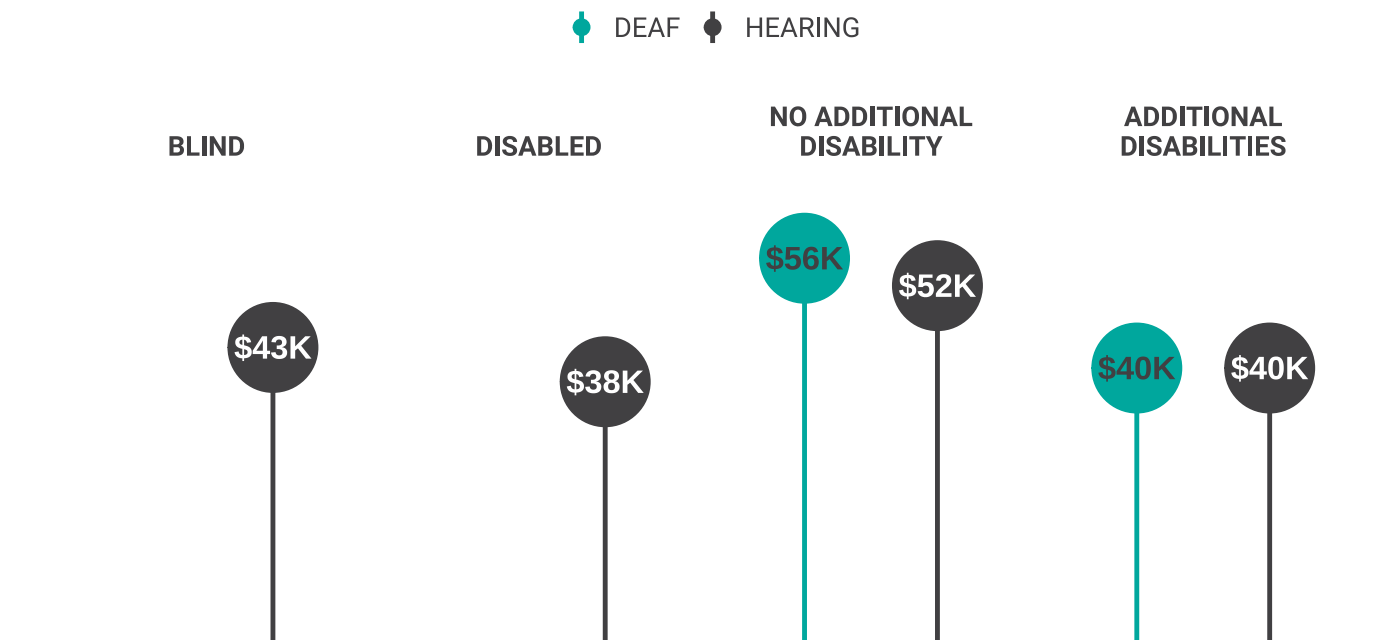 DEAF HEARING
BLIND
DISABLED
NO ADDITIONAL
DISABILITY
ADDITIONAL
DISABILITIES
$43K
$38K
$56K
$52K
$40K
$40K